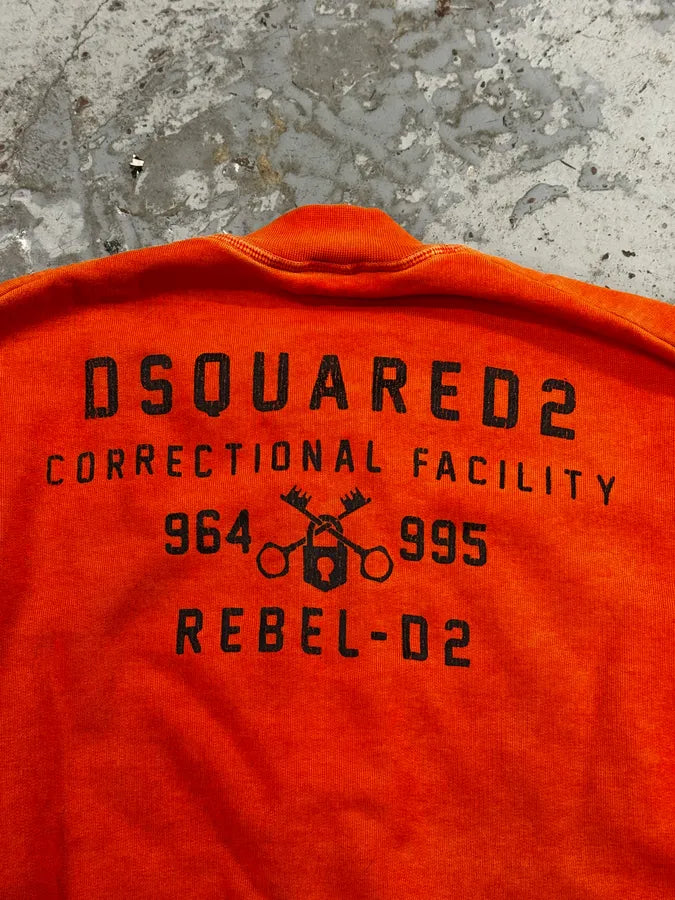 DSQUARED2
CORRECTIONAL FACILITY
964 995
REBEL-D2